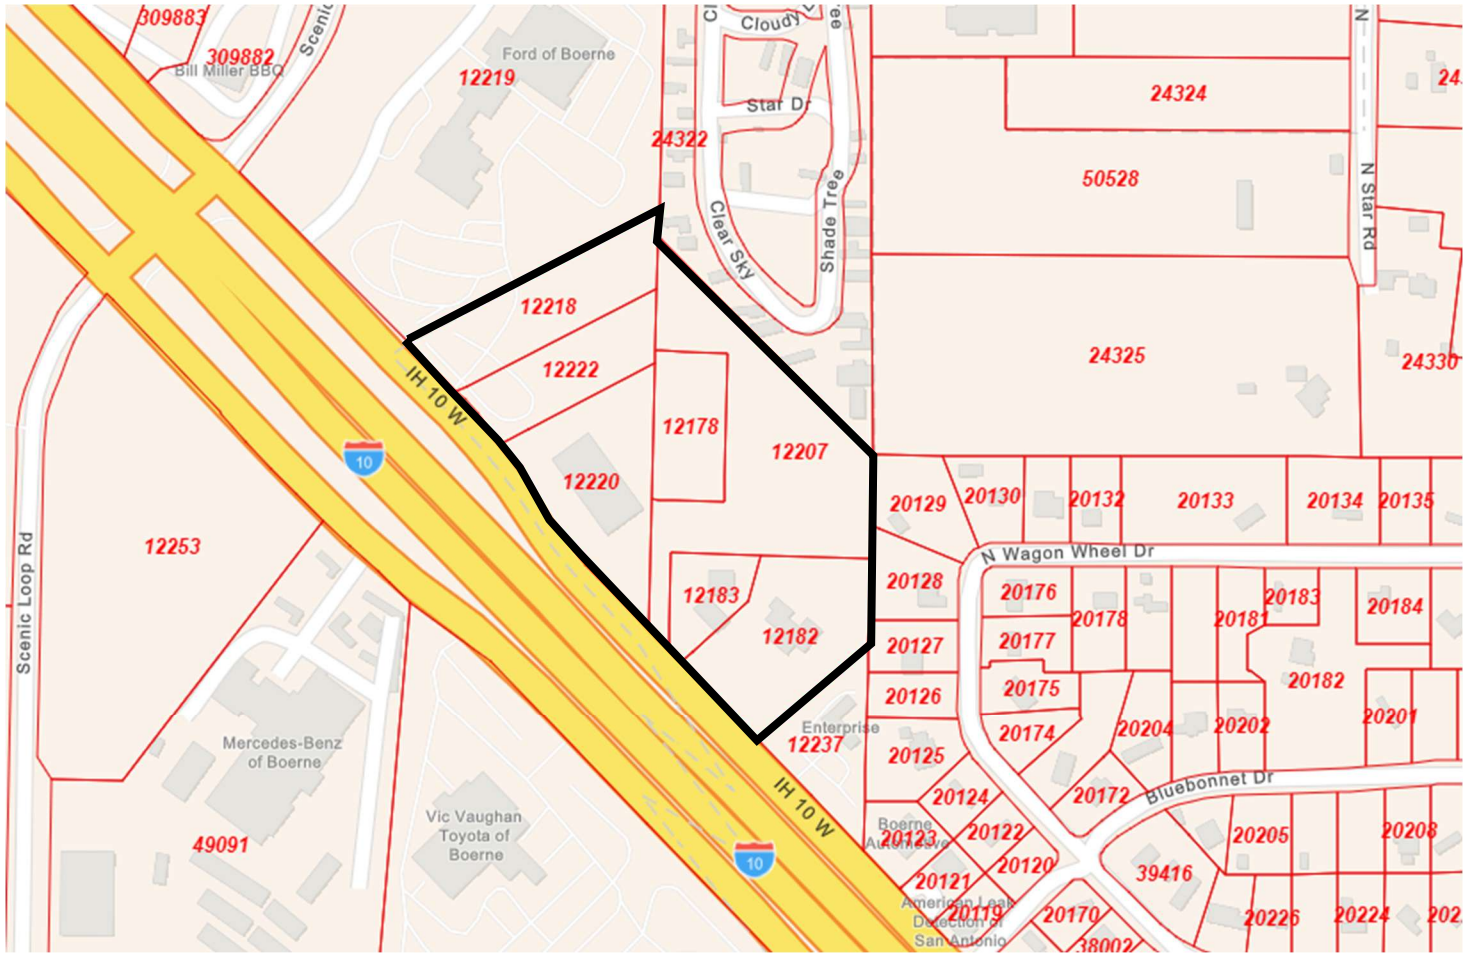 309883
Scenic
309882
Bill Miller BBQ
Ford of Boerne
12219
Cloudy
Star Dr
24322
Clear Sky
Shade Tree
N
24324
50528
N Star Rd
24325
24330
12218
12222
IH 10 W
10
12178
12207
12220
12183
12182
12253
Scenic Loop Rd
20129
20130
20132
20133
20134
20135
N Wagon Wheel Dr
20128
20176
20178
20181
20183
20184
20127
20177
20182
20126
20175
20174
20204
20202
20201
Enterprise
12237
20125
IH 10 W
10
Mercedes-Benz
of Boerne
49091
Vic Vaughan
Toyota of
Boerne
20124
20172
Bluebonnet Dr
Boerne
Automotive
20123
20122
20205
20208
20121
20120
39416
American Leak
Detection of
San Antonio
20119
20170
38002
20226
20224